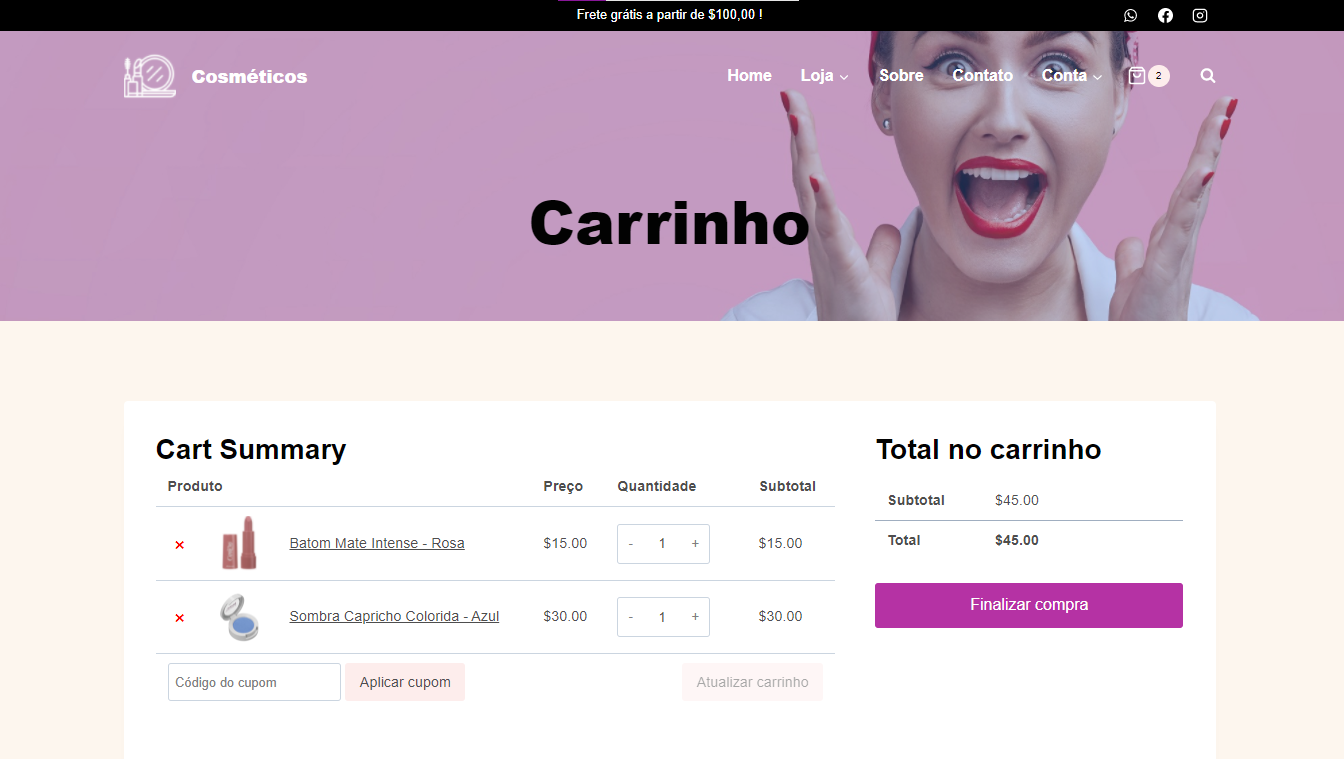 Frete grátis a partir de $100,00 !
Cosméticos
Home Loja Sobre Contato Conta 2
Carrinho
Cart Summary
Produto Preço Quantidade Subtotal
× Batom Mate Intense - Rosa $15.00 - 1 + $15.00
× Sombra Capricho Colorida - Azul $30.00 - 1 + $30.00
Código do cupom Aplicar cupom Atualizar carrinho
Total no carrinho
Subtotal $45.00
Total $45.00
Finalizar compra